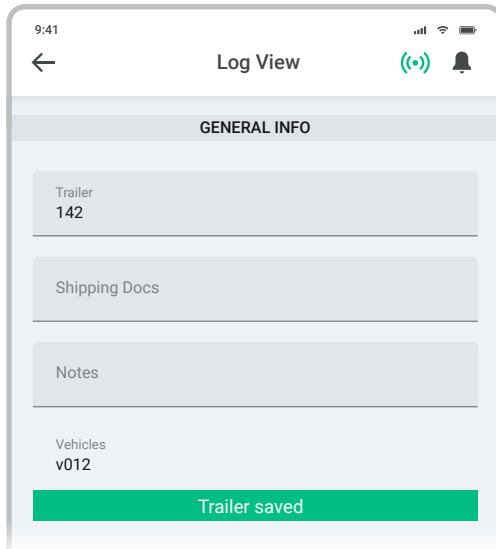 9:41
Log View
GENERAL INFO
Trailer
142
Shipping Docs
Notes
Vehicles
v012
Trailer saved